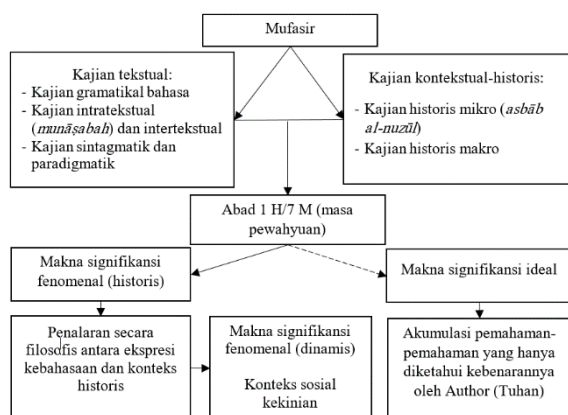 Mufasir
Kajian tekstual:
- Kajian gramatikal bahasa
- Kajian intratekstual
(munāṣabah) dan intertekstual
- Kajian sintagmatik dan
paradigmatik
Kajian kontekstual-historis:
- Kajian historis mikro (asbāb
al-nuzūl)
- Kajian historis makro
Abad 1 H/7 M (masa
pewahyuan)
Makna signifikansi
fenomenal (historis)
Makna signifikansi ideal
Penalaran secara
filosofis antara ekspresi
kebahasaan dan konteks
historis
Makna signifikansi
fenomenal (dinamis)
Konteks sosial
kekinian
Akumulasi pemahaman-
pemahaman yang hanya
diketahui kebenarannya
oleh Author (Tuhan)